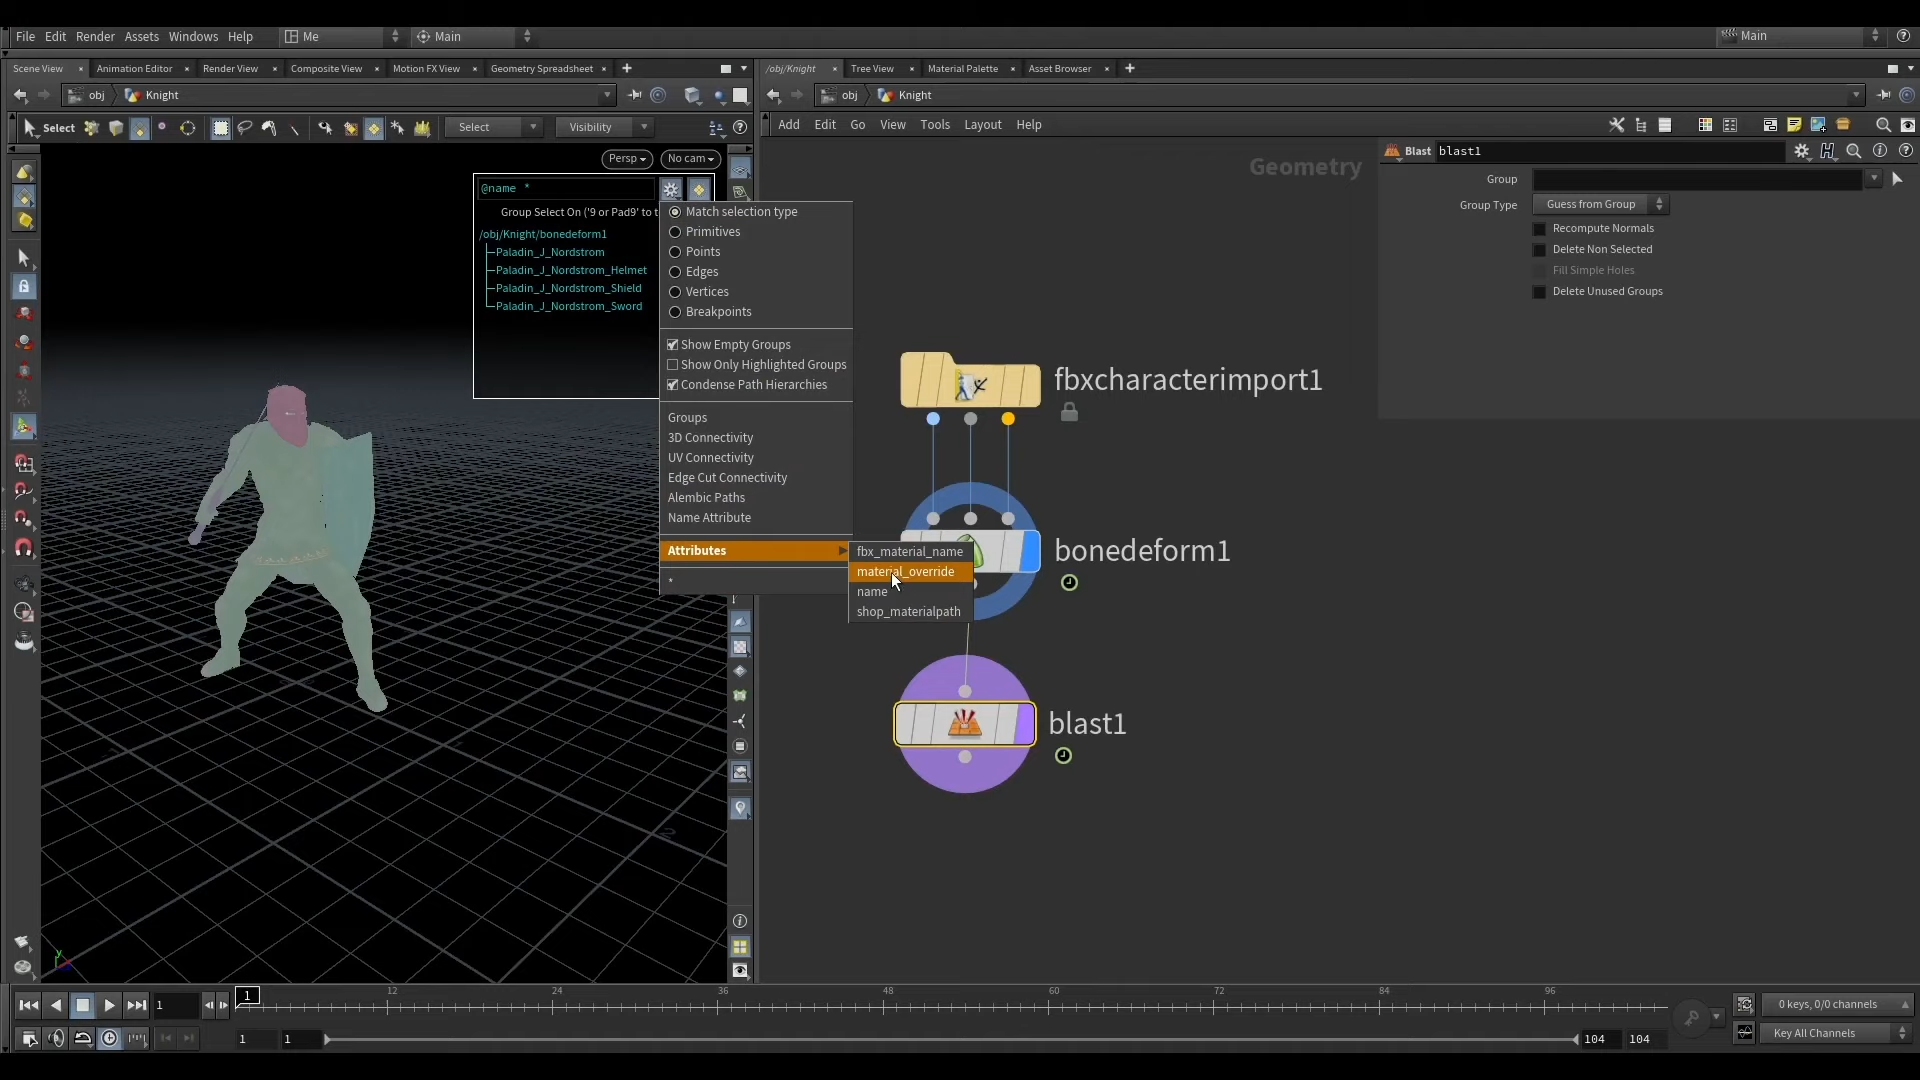 File Edit Render Assets Windows Help Me Main Main
Scene View Animation Editor Render View Composite View Motion FX View Geometry Spreadsheet
/obj/Knight Tree View Material Palette Asset Browser
obj Knight
obj Knight
Select Select Visibility
Add Edit Go View Tools Layout Help
Persp No cam
@name *
Group Select On ('9 or Pad9' to t
/obj/Knight/bonedeform1
Paladin_J_Nordstrom
Paladin_J_Nordstrom_Helmet
Paladin_J_Nordstrom_Shield
Paladin_J_Nordstrom_Sword
Match selection type
Primitives
Points
Edges
Vertices
Breakpoints
Show Empty Groups
Show Only Highlighted Groups
Condense Path Hierarchies
Groups
3D Connectivity
UV Connectivity
Edge Cut Connectivity
Alembic Paths
Name Attribute
Attributes
*
fbx_material_name
material_override
name
shop_materialpath
Geometry
fbxcharacterimport1
bonedeform1
blast1
Blast blast1
Group
Group Type Guess from Group
Recompute Normals
Delete Non Selected
Fill Simple Holes
Delete Unused Groups
y
2
1 1 12 24 36 48 60 72 84 96
0 keys, 0/0 channels
1 1 104 104
Key All Channels